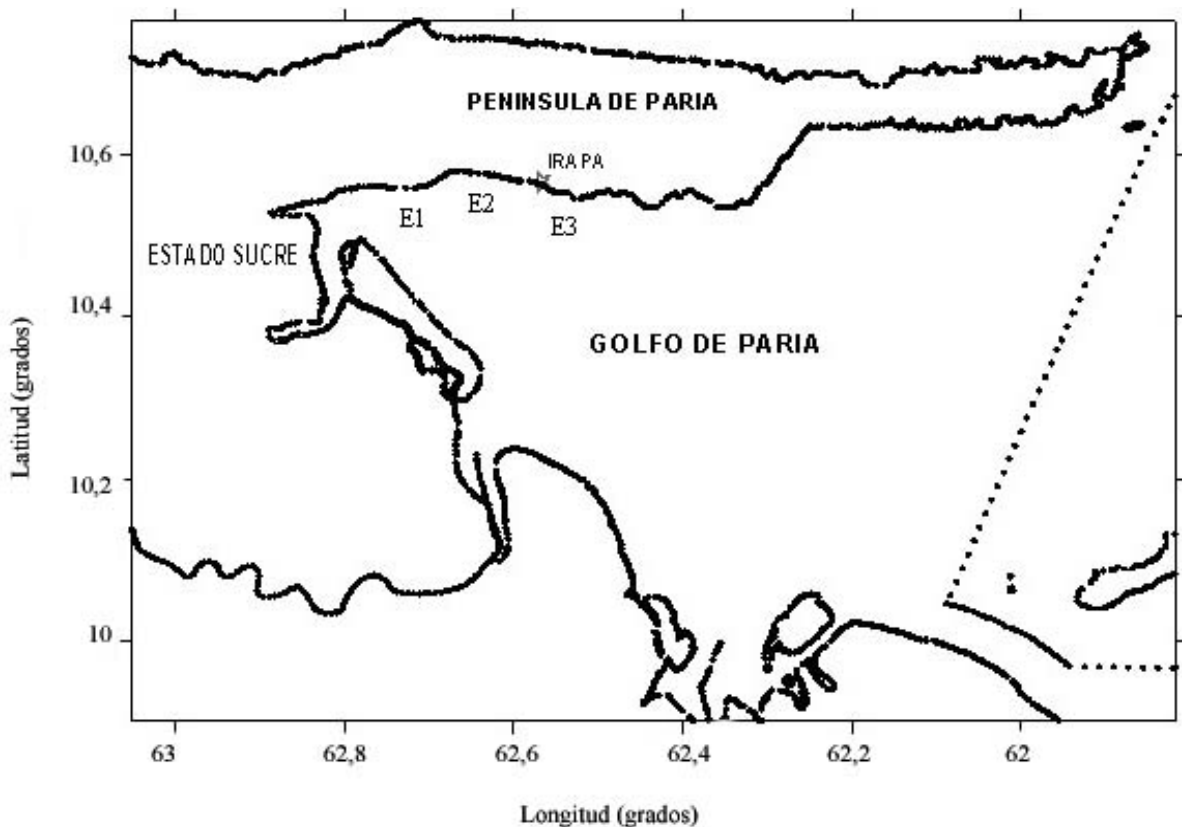 PENINSULA DE PARIA
10,6
IRAPA
E1
E2
E3
ESTADO SUCRE
10,4
GOLFO DE PARIA
Latitud (grados)
10,2
10
63
62,8
62,6
62,4
62,2
62
Longitud (grados)